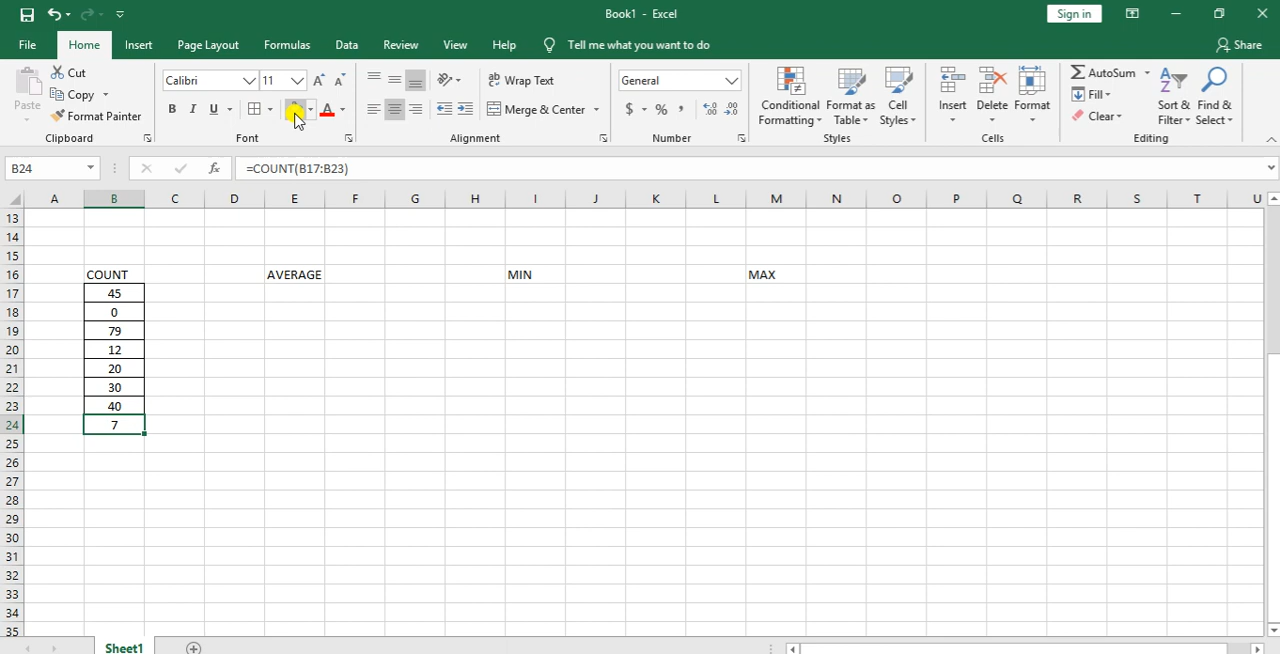 Book1 - Excel
Sign in
File Home Insert Page Layout Formulas Data Review View Help Tell me what you want to do Share
Cut
Copy
Format Painter
Paste
Clipboard
Calibri 11
B I U A
Font
Wrap Text
Merge & Center
Alignment
General
$ % ,
Number
Conditional Formatting
Format as Table
Cell Styles
Styles
Insert Delete Format
Cells
AutoSum
Fill
Clear
Sort & Filter
Find & Select
Editing
B24 fx =COUNT(B17:B23)
A B C D E F G H I J K L M N O P Q R S T U
13
14
15
16 COUNT AVERAGE MIN MAX
17 45
18 0
19 79
20 12
21 20
22 30
23 40
24 7
25
26
27
28
29
30
31
32
33
34
35
Sheet1